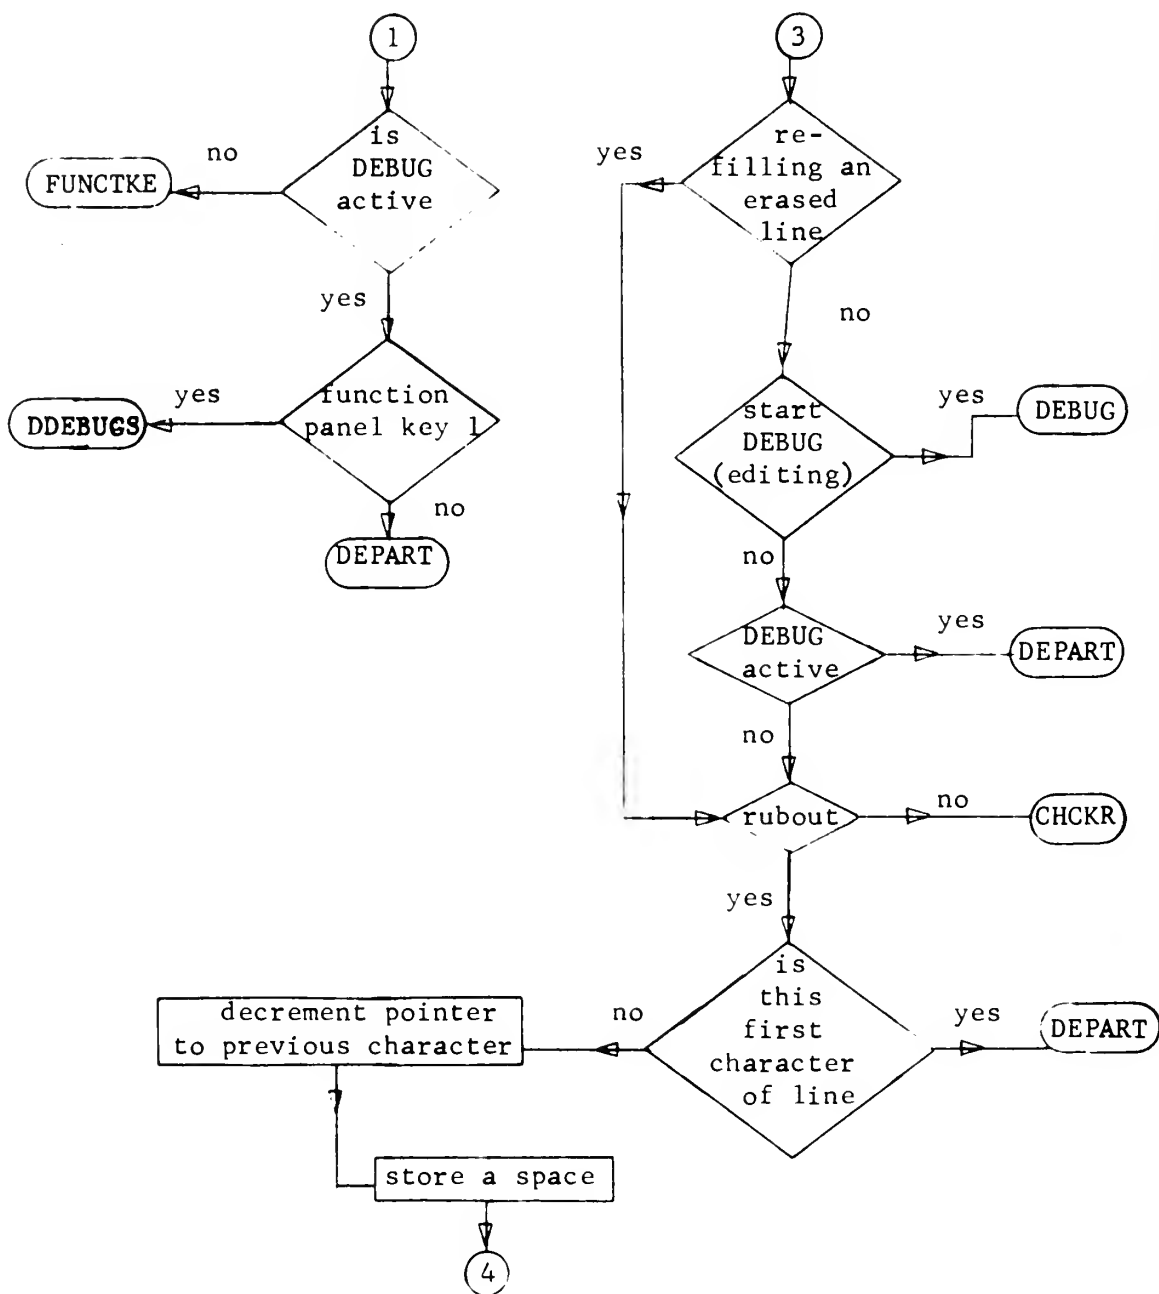 1
is
DEBUG
active
no
FUNCTKE
yes
function
panel key 1
yes
DDEBUGS
no
DEPART
3
re-
filling an
erased
line
yes
no
start
DEBUG
(editing)
yes
DEBUG
no
DEBUG
active
yes
DEPART
no
rubout
no
CHCKR
yes
is
this
first
character
of line
yes
DEPART
no
decrement pointer
to previous character
store a space
4